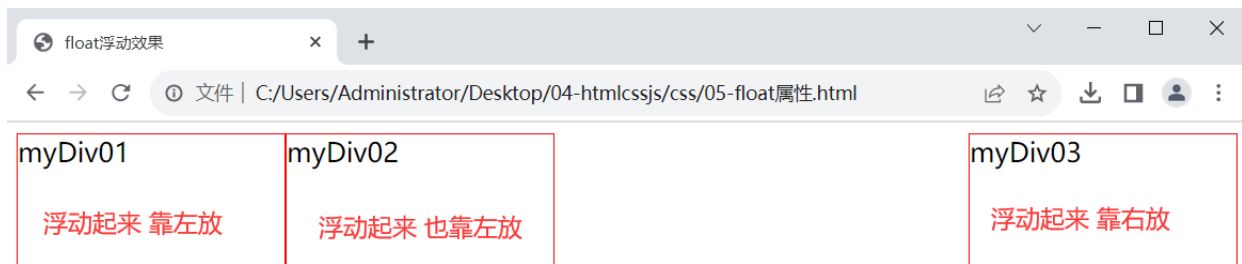 float浮动效果
文件 C:/Users/Administrator/Desktop/04-htmlcssjs/css/05-float属性.html
myDiv01 myDiv02 myDiv03
浮动起来 靠左放 浮动起来 也靠左放 浮动起来 靠右放